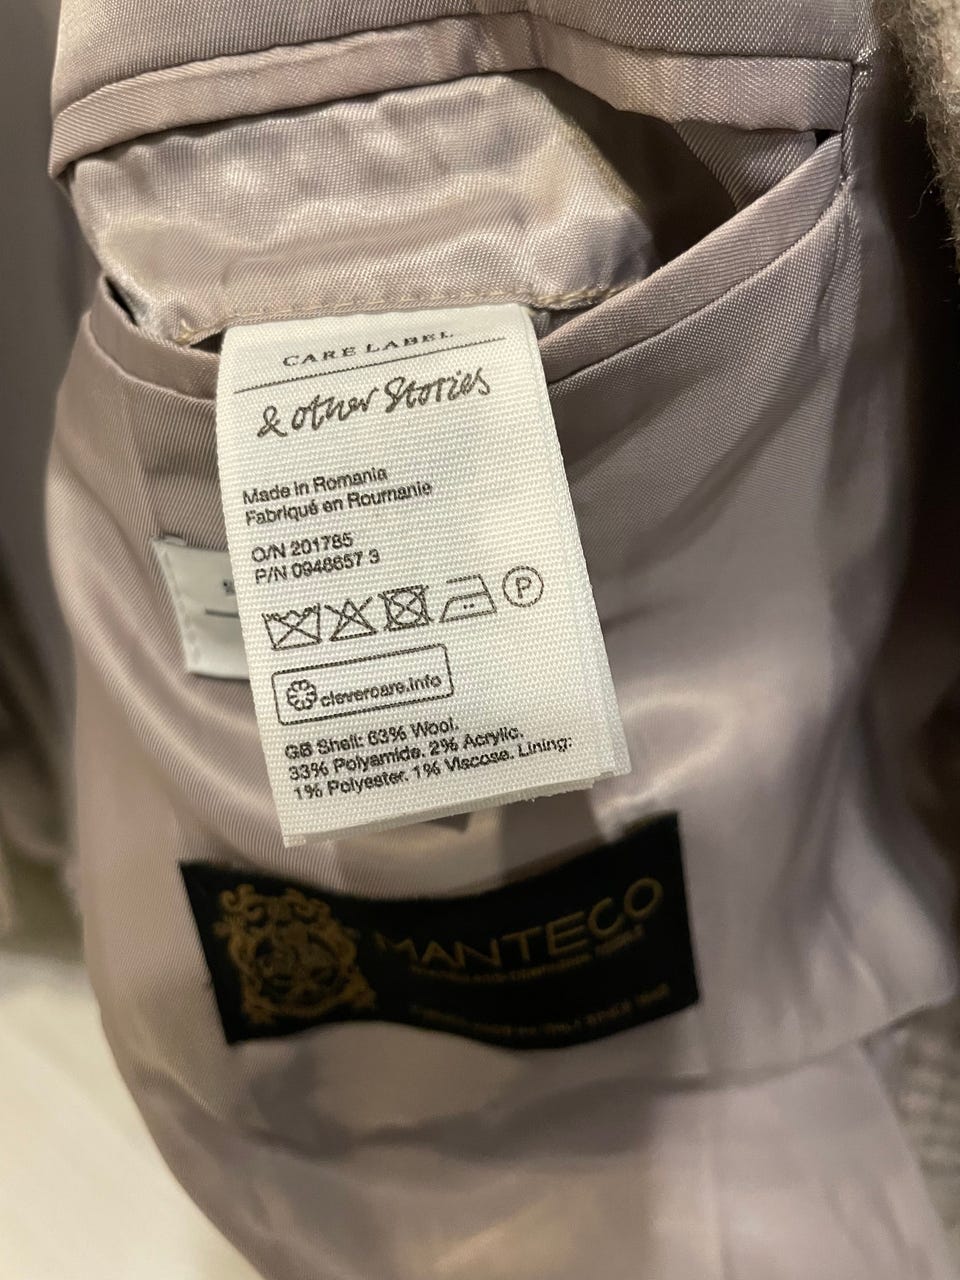 CARE LABEL
& other Stories
Made in Romania
Fabriqué en Roumanie
O/N 201785
P/N 0948657 3
P
clevercare.info
GB Shell: 63% Wool.
33% Polyamide. 2% Acrylic.
1% Polyester. 1% Viscose. Lining:
MANTECO